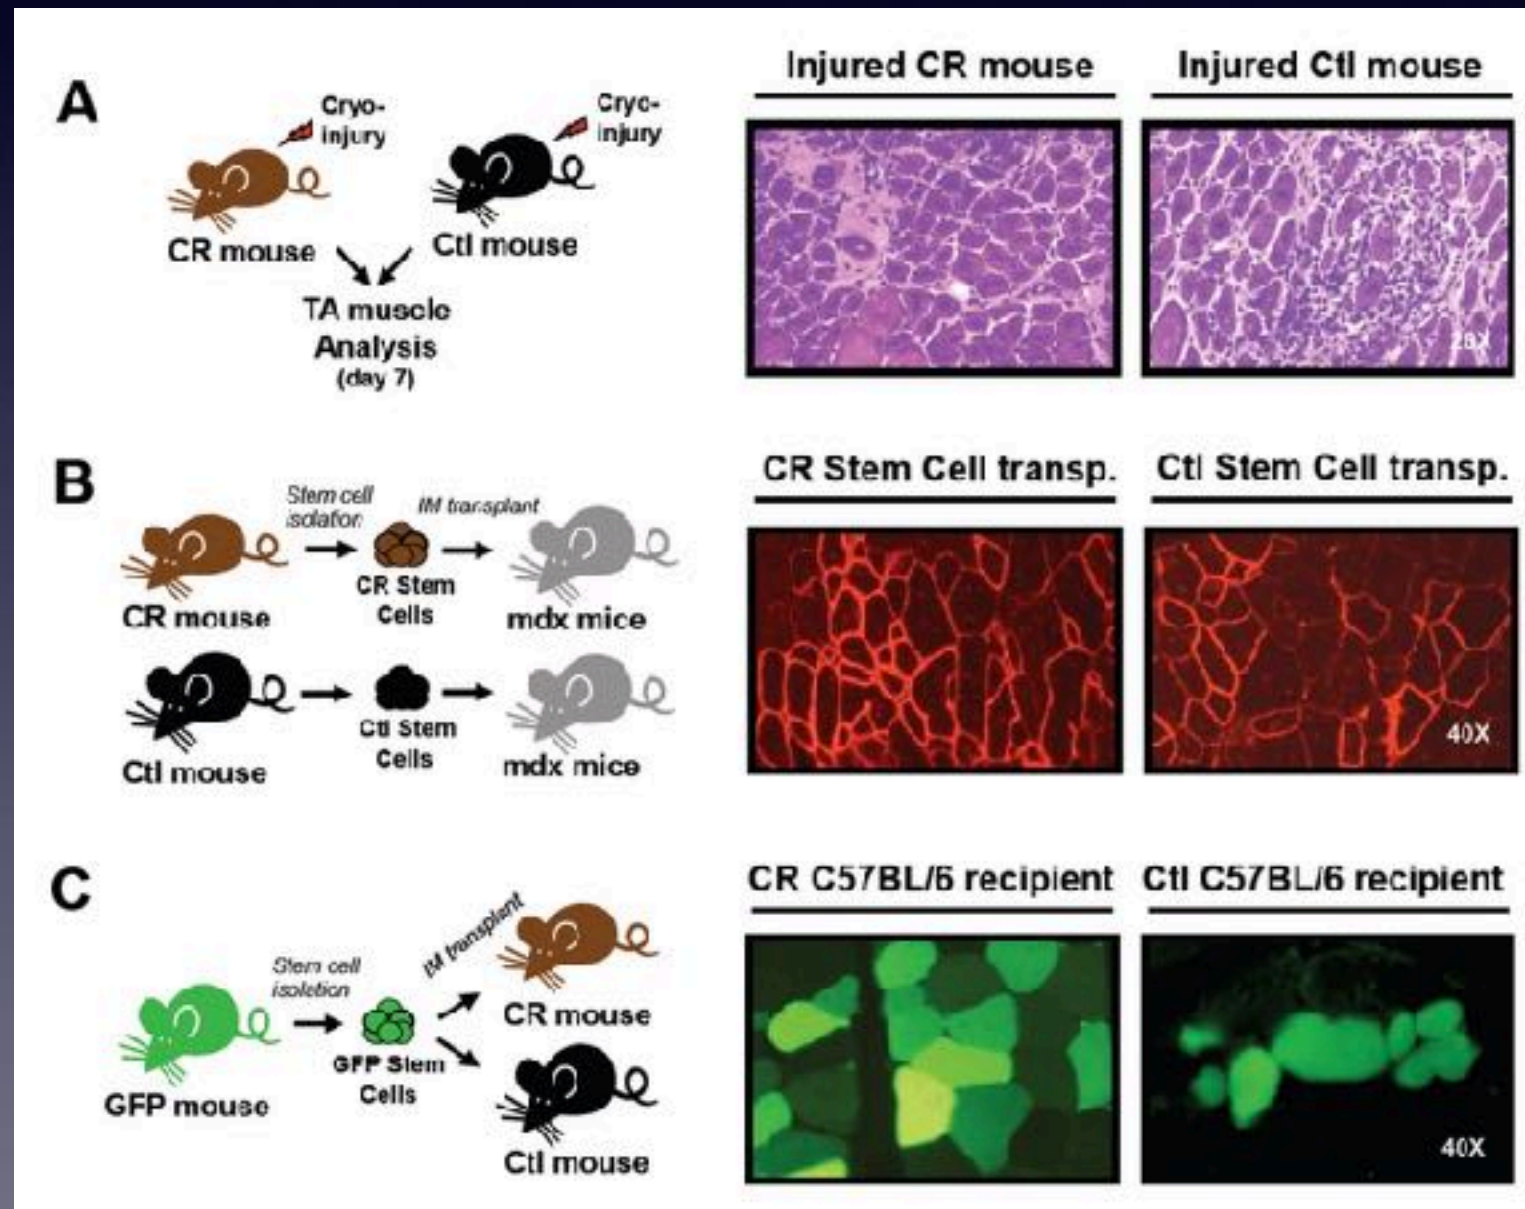 A
Cryo-
injury
Cryo-
injury
CR mouse
Ctl mouse
TA muscle
Analysis
(day 7)
Injured CR mouse
Injured Ctl mouse
20X
B
Stem cell
isolation
IM transplant
CR mouse
CR Stem
Cells
mdx mice
Ctl mouse
Ctl Stem
Cells
mdx mice
CR Stem Cell transp.
Ctl Stem Cell transp.
40X
C
Stem cell
isolation
IM transplant
GFP mouse
GFP Stem
Cells
CR mouse
Ctl mouse
CR C57BL/6 recipient
Ctl C57BL/6 recipient
40X